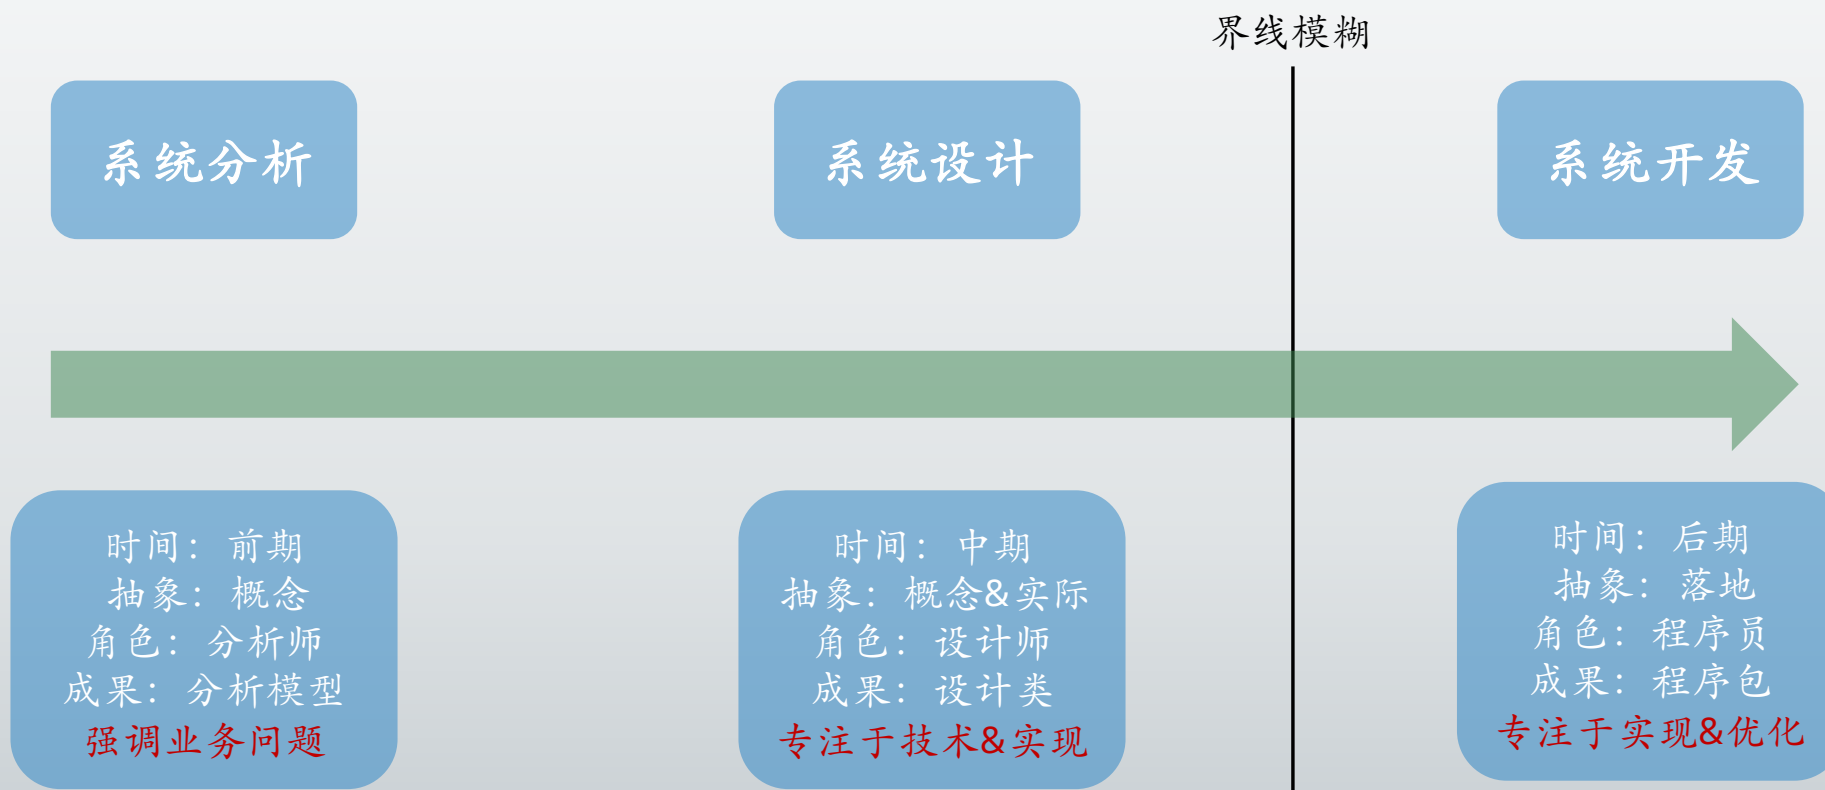 界线模糊
系统分析
系统设计
系统开发
时间：前期
抽象：概念
角色：分析师
成果：分析模型
强调业务问题
时间：中期
抽象：概念&实际
角色：设计师
成果：设计类
专注于技术&实现
时间：后期
抽象：落地
角色：程序员
成果：程序包
专注于实现&优化